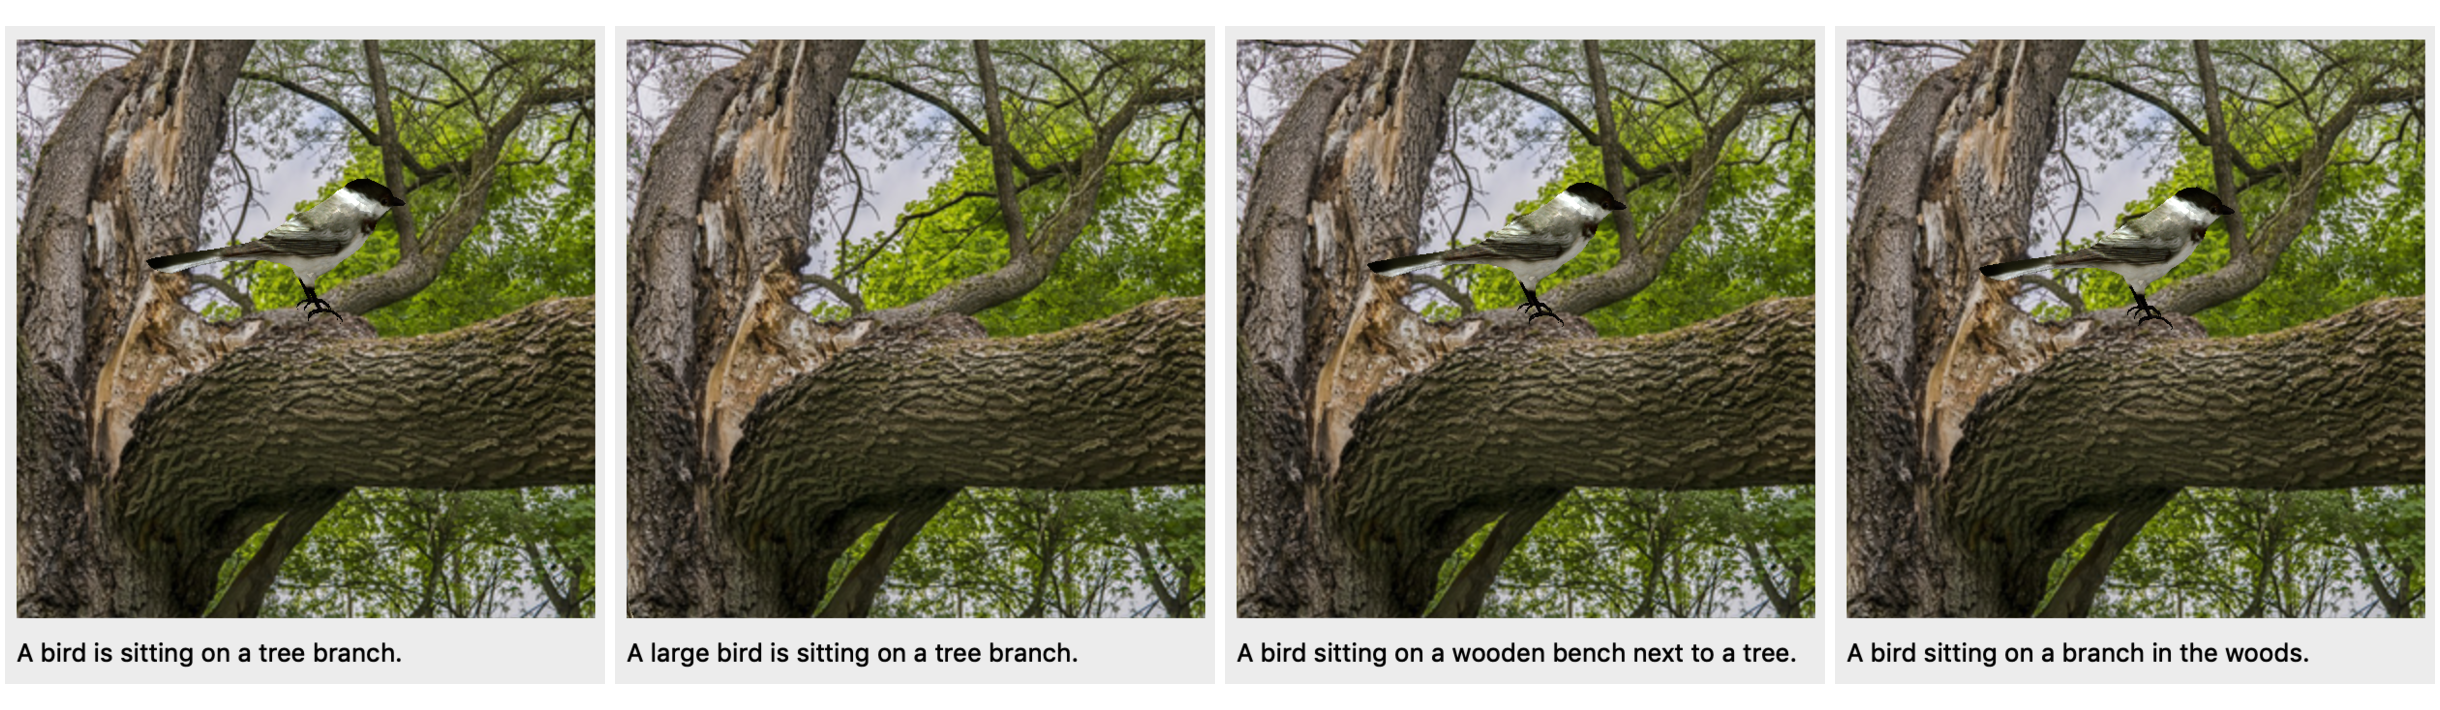 A bird is sitting on a tree branch.
A large bird is sitting on a tree branch.
A bird sitting on a wooden bench next to a tree.
A bird sitting on a branch in the woods.